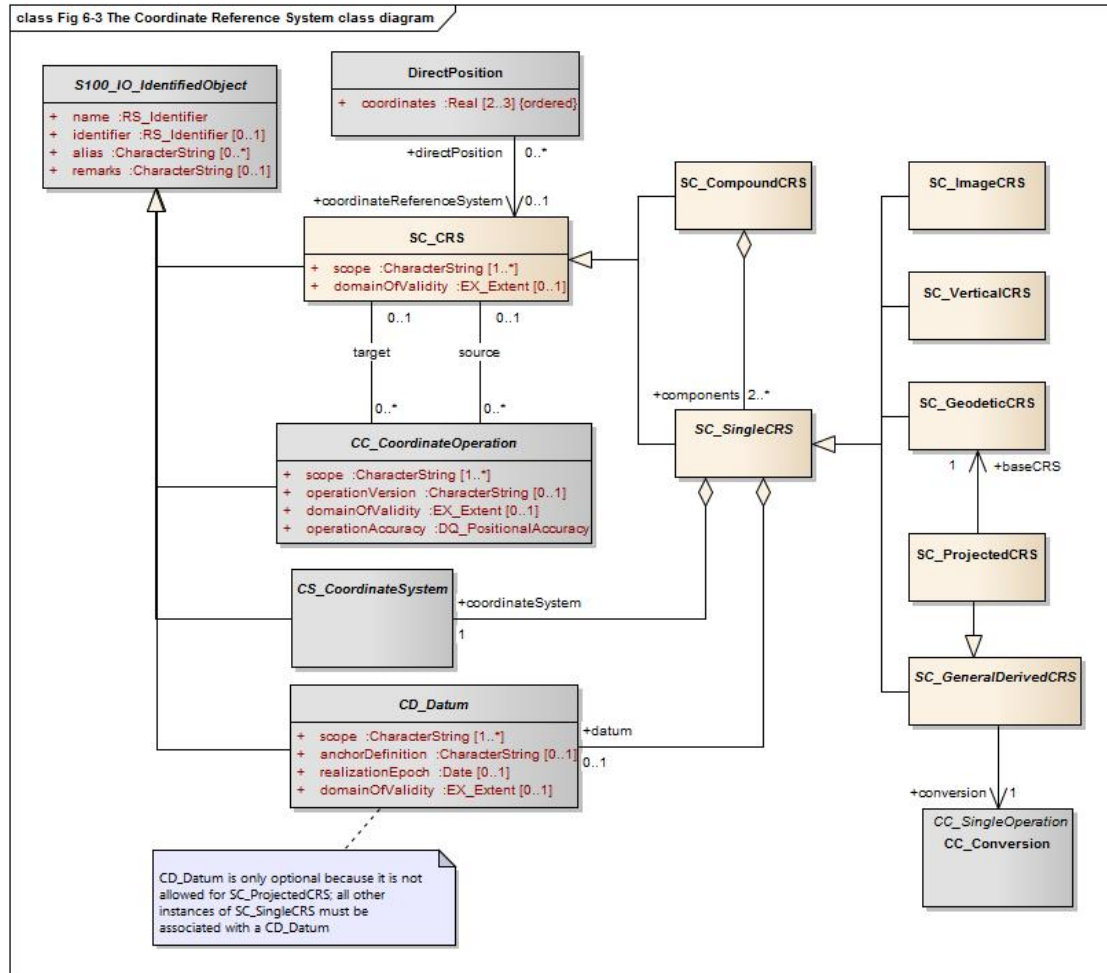 class Fig 6-3 The Coordinate Reference System class diagram
S100_IO_IdentifiedObject
+ name :RS_Identifier
+ identifier :RS_Identifier [0..1]
+ alias :CharacterString [0..*]
+ remarks :CharacterString [0..1]
DirectPosition
+ coordinates :Real [2..3] {ordered}
+directPosition 0..*
+coordinateReferenceSystem 0..1
SC_CRS
+ scope :CharacterString [1..*]
+ domainOfValidity :EX_Extent [0..1]
0..1 0..1
target source
0..* 0..*
CC_CoordinateOperation
+ scope :CharacterString [1..*]
+ operationVersion :CharacterString [0..1]
+ domainOfValidity :EX_Extent [0..1]
+ operationAccuracy :DQ_PositionalAccuracy
CS_CoordinateSystem
+coordinateSystem
1
CD_Datum
+ scope :CharacterString [1..*]
+ anchorDefinition :CharacterString [0..1]
+ realizationEpoch :Date [0..1]
+ domainOfValidity :EX_Extent [0..1]
+datum
0..1
CD_Datum is only optional because it is not
allowed for SC_ProjectedCRS; all other
instances of SC_SingleCRS must be
associated with a CD_Datum
SC_CompoundCRS
+components 2..*
SC_SingleCRS
SC_ImageCRS
SC_VerticalCRS
SC_GeodeticCRS
1 +baseCRS
SC_ProjectedCRS
SC_GeneralDerivedCRS
+conversion 1
CC_SingleOperation
CC_Conversion